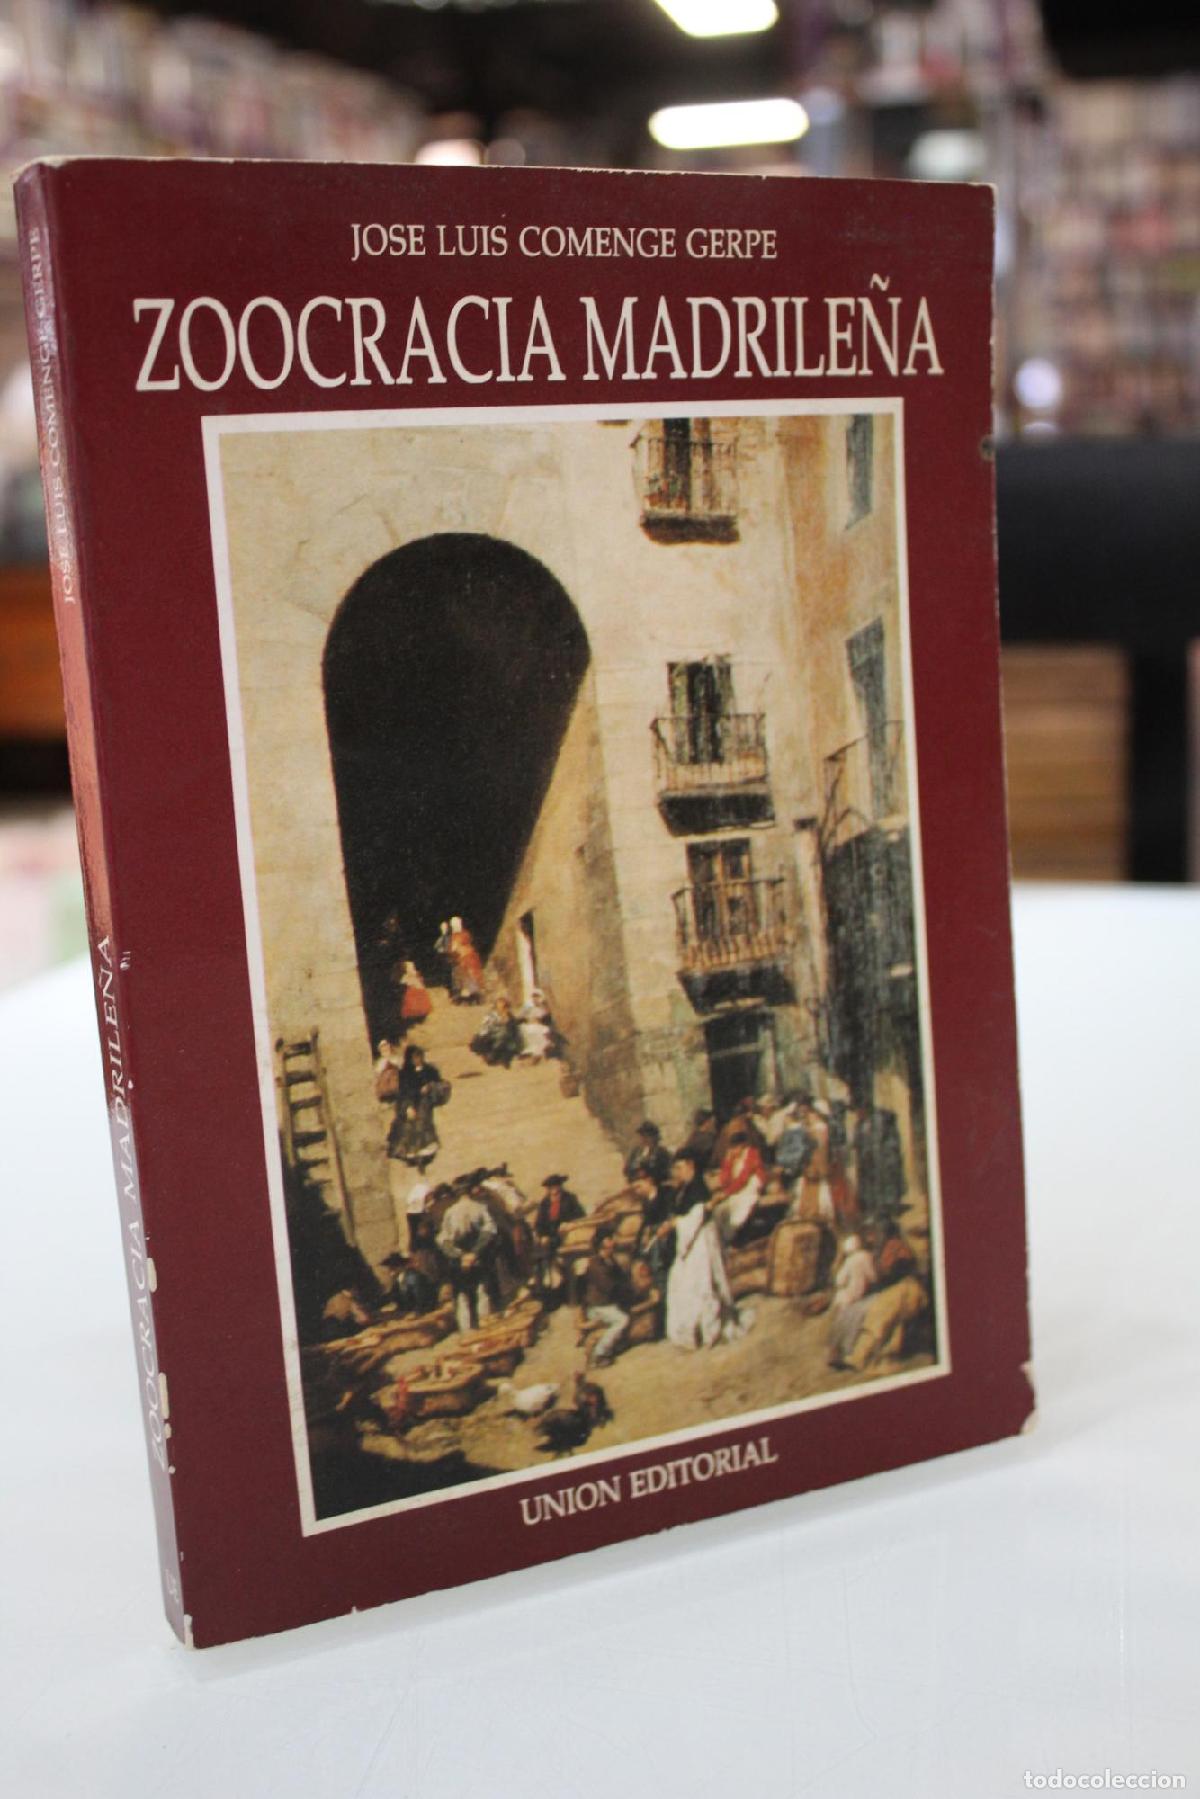 JOSE LUIS COMENGE GERPE
ZOOCRACIA MADRILEÑA
UNION EDITORIAL
JOSE LUIS COMENGE GERPE
ZOOCRACIA MADRILEÑA
todocoleccion